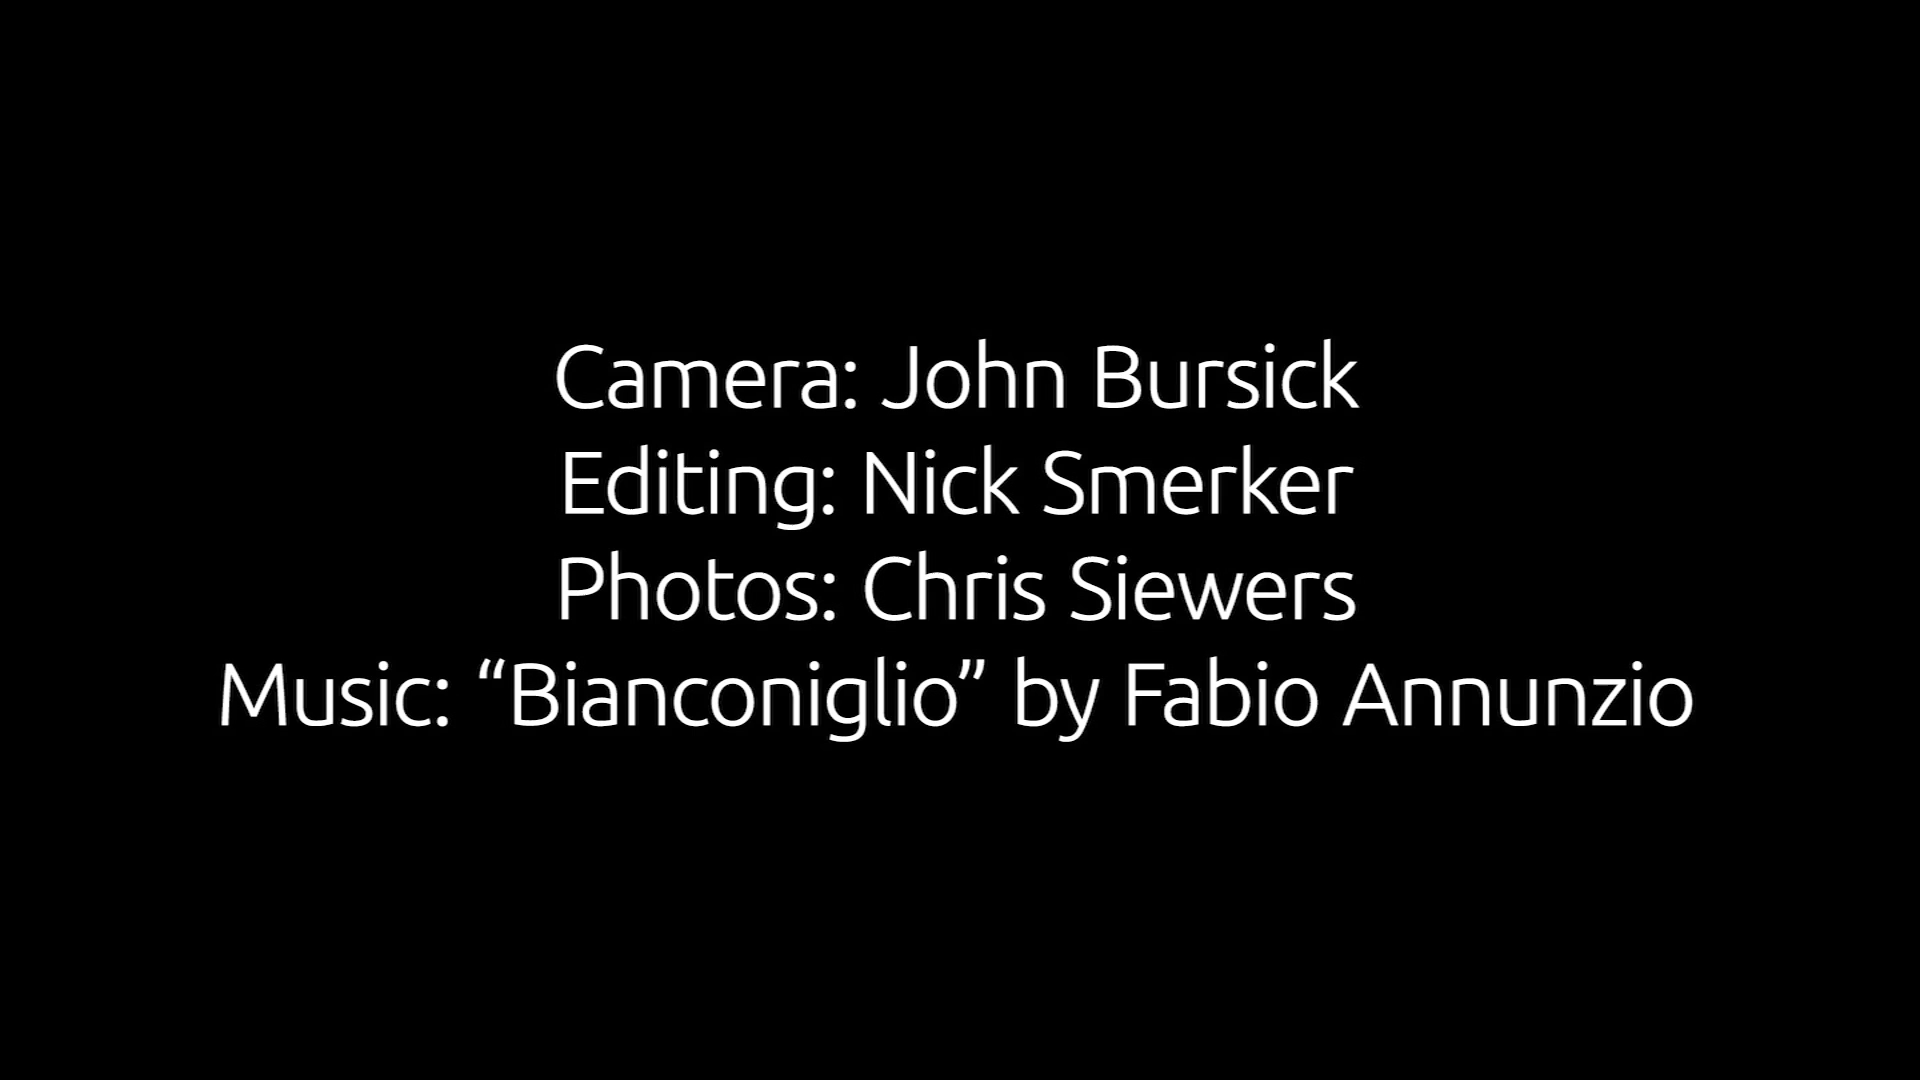 Camera: John Bursick
Editing: Nick Smerker
Photos: Chris Siewers
Music: “Bianconiglio” by Fabio Annunzio